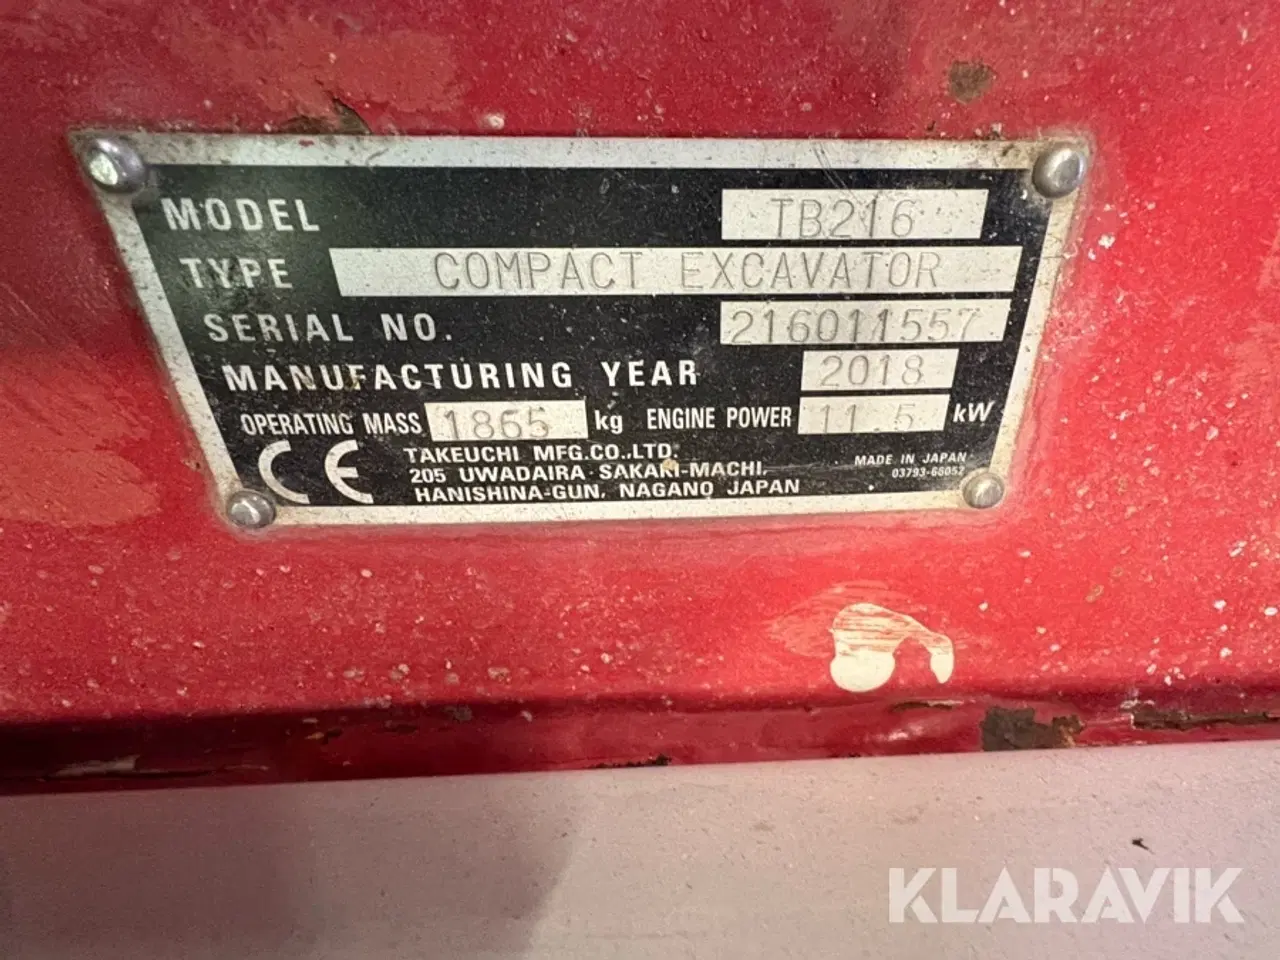 MODEL TB216
TYPE COMPACT EXCAVATOR
SERIAL NO. 216011557
MANUFACTURING YEAR 2018
OPERATING MASS 1865 kg ENGINE POWER 11.5 kW
CE TAKEUCHI MFG.CO.,LTD.
205 UWADAIRA·SAKAKI-MACHI, MADE IN JAPAN
HANISHINA-GUN, NAGANO JAPAN 03793-66052
KLARAVIK